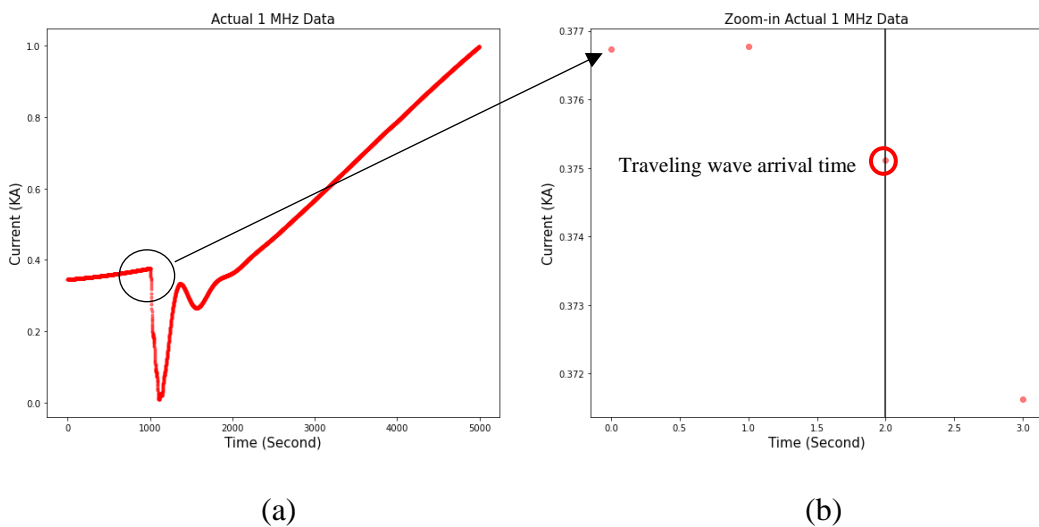 Actual 1 MHz Data
1.0
0.8
0.6
0.4
0.2
0.0
Current (KA)
0
1000
2000
3000
4000
5000
Time (Second)
(a)
Zoom-in Actual 1 MHz Data
0.377
0.376
0.375
0.374
0.373
0.372
Current (KA)
Traveling wave arrival time
0.0
0.5
1.0
1.5
2.0
2.5
3.0
Time (Second)
(b)